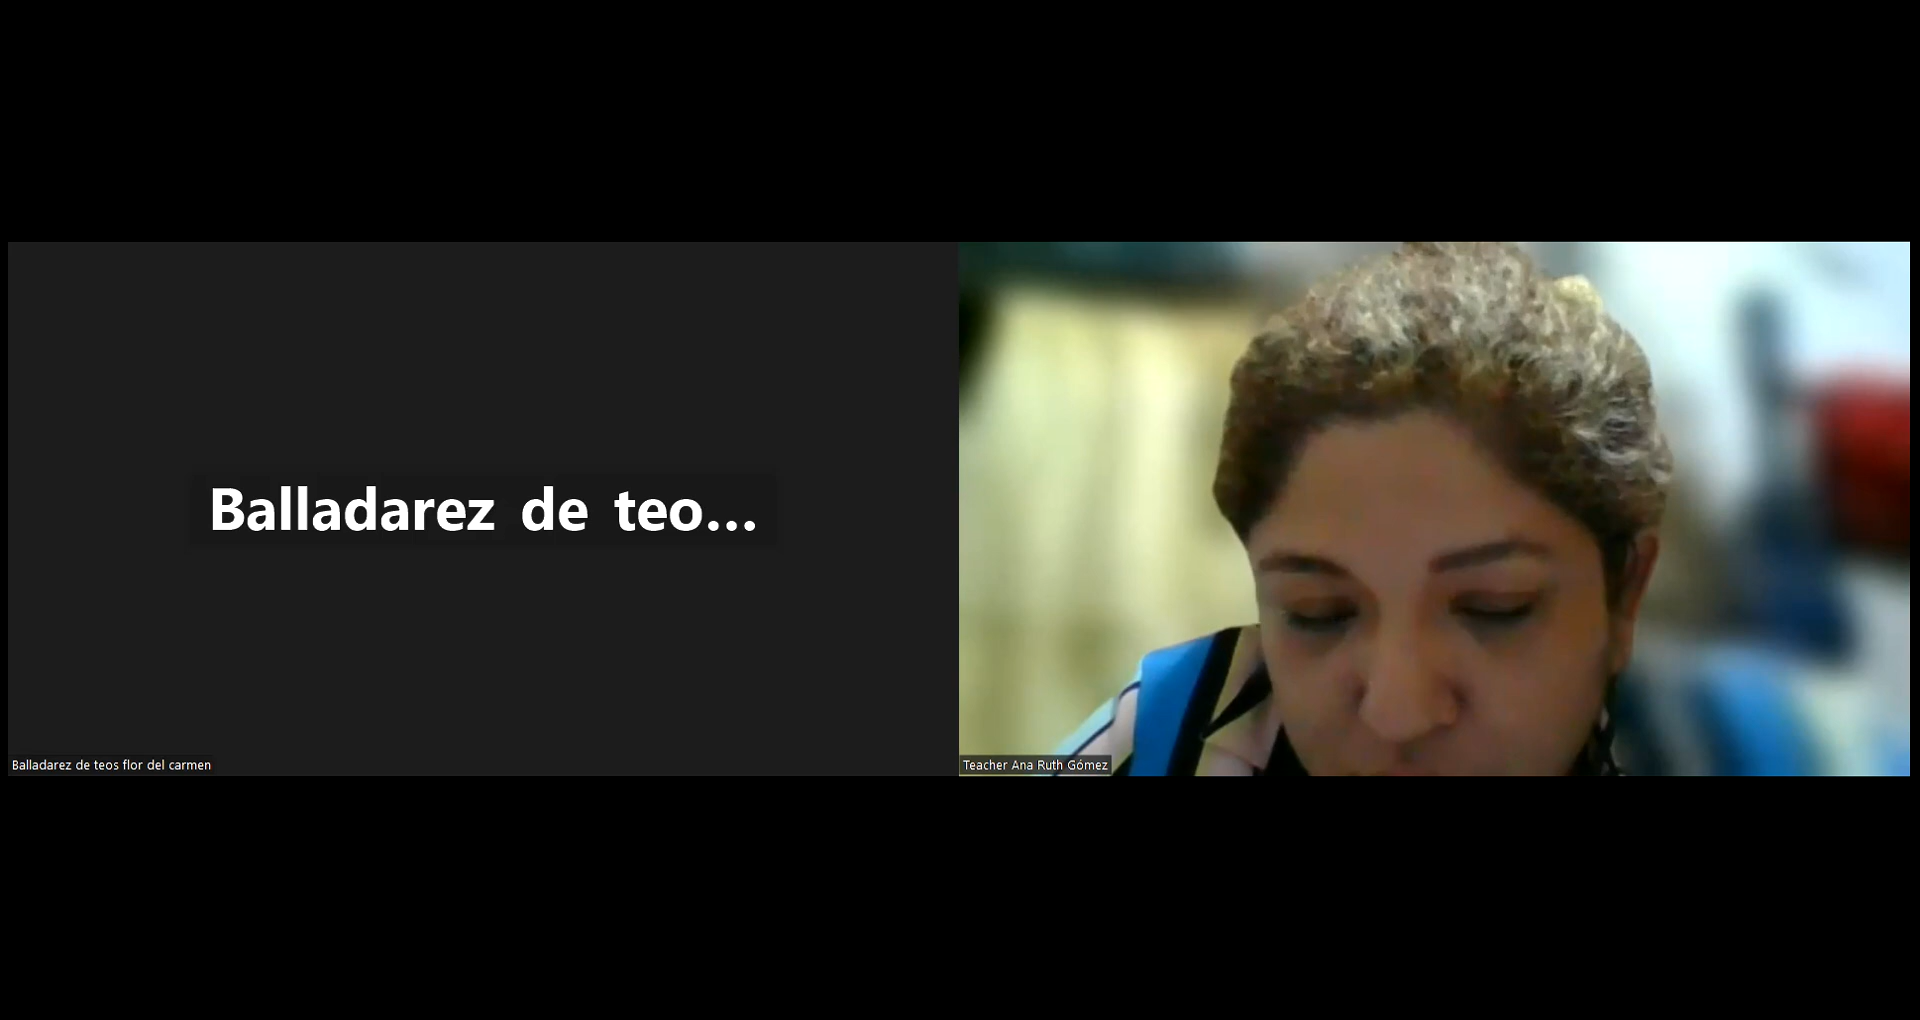 Balladarez de teo...
Balladarez de teos flor del carmen
Teacher Ana Ruth Gómez